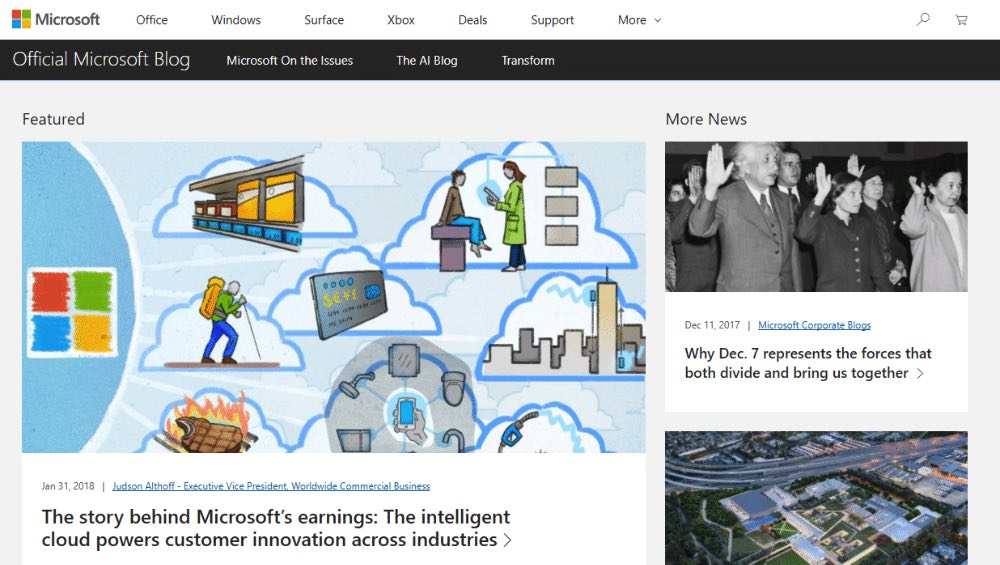 Microsoft Office Windows Surface Xbox Deals Support More
Official Microsoft Blog Microsoft On the Issues The AI Blog Transform
Featured
More News
Dec 11, 2017 | Microsoft Corporate Blogs
Why Dec. 7 represents the forces that
both divide and bring us together
Jan 31, 2018 | Judson Althoff - Executive Vice President, Worldwide Commercial Business
The story behind Microsoft's earnings: The intelligent
cloud powers customer innovation across industries